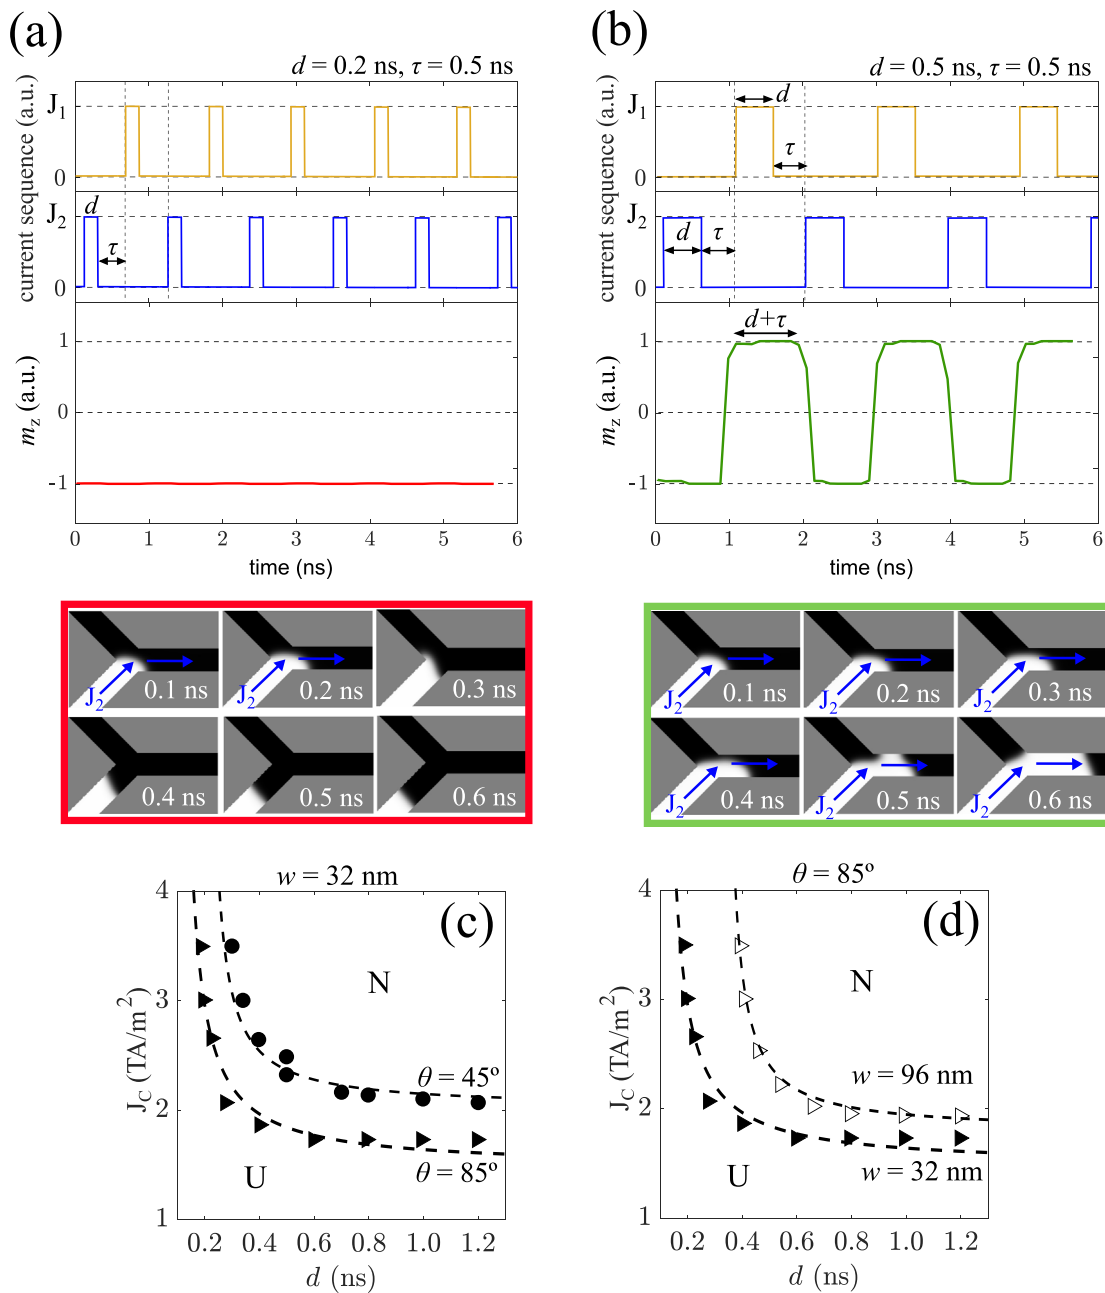 (a)
d = 0.2 ns, τ = 0.5 ns
current sequence (a.u.)
J1
0
J2
d
τ
0
mz (a.u.)
1
0
-1
0 1 2 3 4 5 6
time (ns)
(b)
d = 0.5 ns, τ = 0.5 ns
current sequence (a.u.)
J1
d
τ
0
J2
d
τ
0
mz (a.u.)
d+τ
1
0
-1
0 1 2 3 4 5 6
time (ns)
J2 0.1 ns
J2 0.2 ns
0.3 ns
0.4 ns
0.5 ns
0.6 ns
J2 0.1 ns
J2 0.2 ns
J2 0.3 ns
J2 0.4 ns
J2 0.5 ns
J2 0.6 ns
w = 32 nm
(c)
JC (TA/m²)
4
3
2
1
N
θ = 45º
θ = 85º
U
0.2 0.4 0.6 0.8 1.0 1.2
d (ns)
θ = 85º
(d)
JC (TA/m²)
4
3
2
1
N
w = 96 nm
w = 32 nm
U
0.2 0.4 0.6 0.8 1.0 1.2
d (ns)